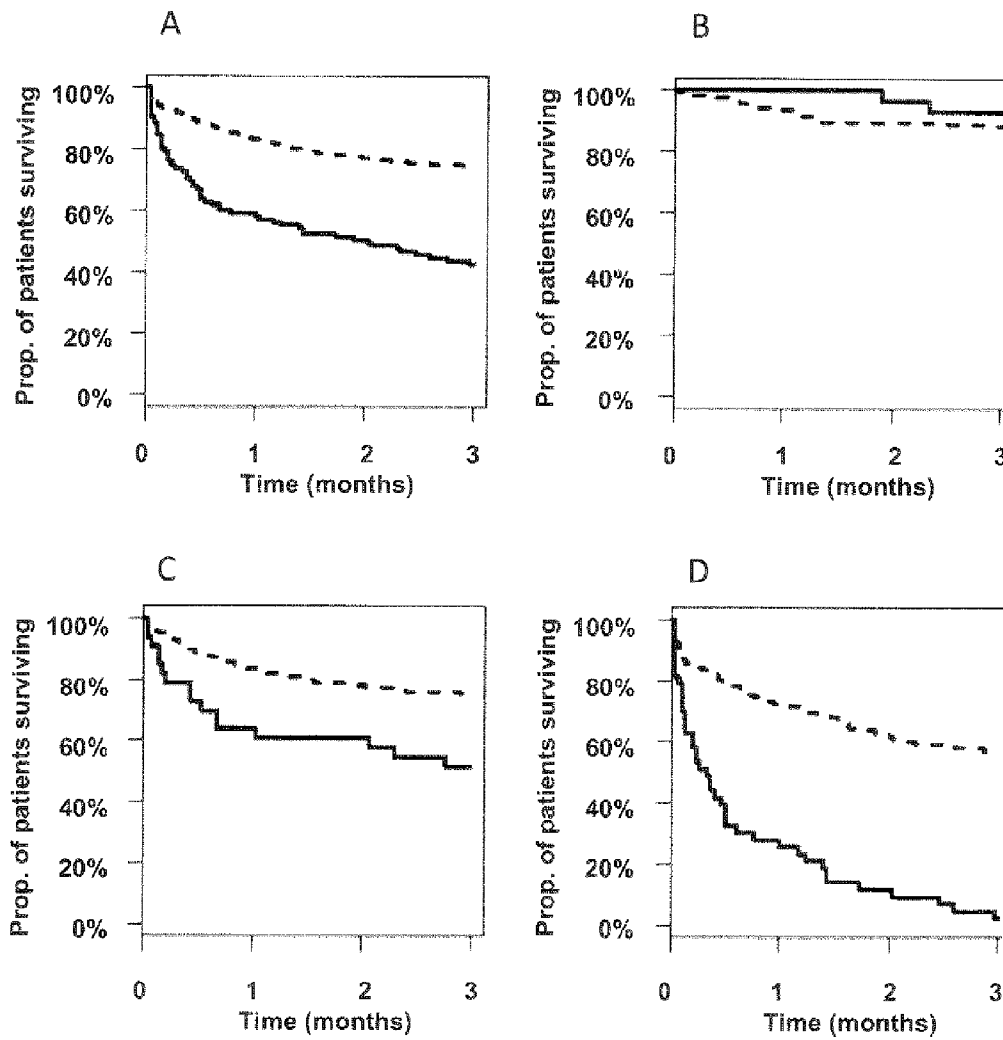 A
Prop. of patients surviving
100%
80%
60%
40%
20%
0%
0 1 2 3
Time (months)
B
Prop. of patients surviving
100%
80%
60%
40%
20%
0%
0 1 2 3
Time (months)
C
Prop. of patients surviving
100%
80%
60%
40%
20%
0%
0 1 2 3
Time (months)
D
Prop. of patients surviving
100%
80%
60%
40%
20%
0%
0 1 2 3
Time (months)